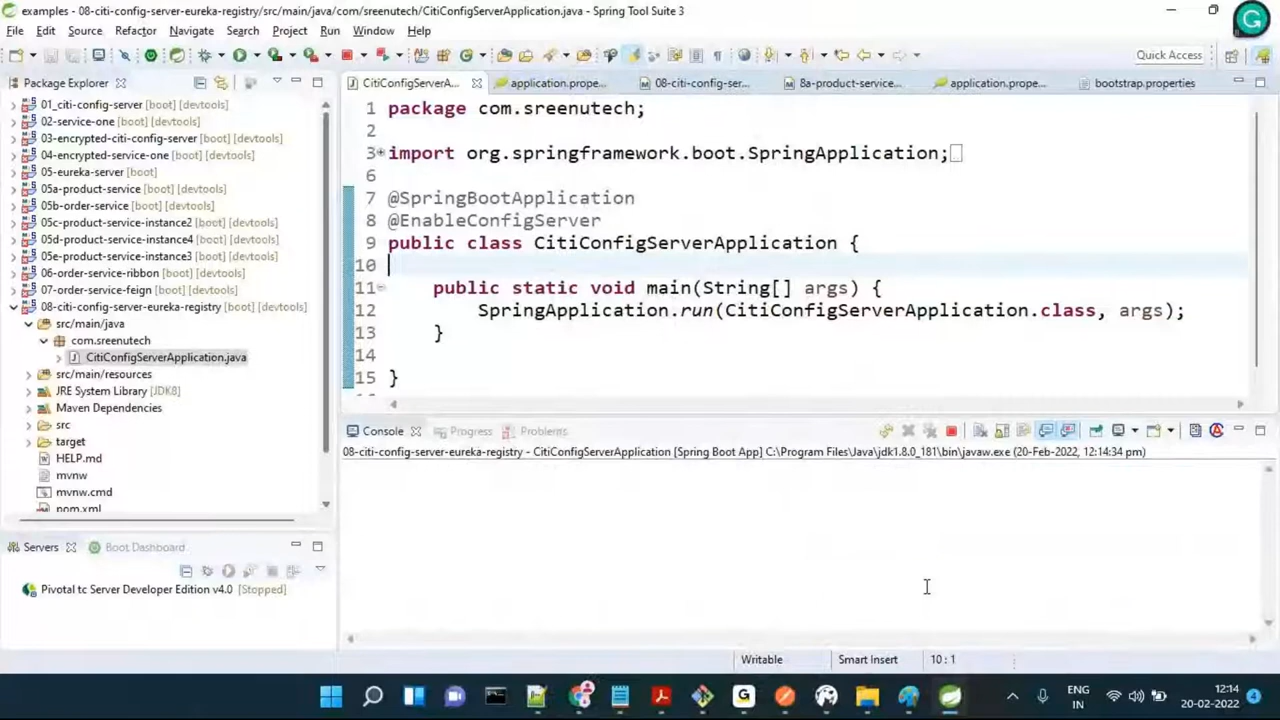 examples - 08-citi-config-server-eureka-registry/src/main/java/com/sreenutech/CitiConfigServerApplication.java - Spring Tool Suite 3
File Edit Source Refactor Navigate Search Project Run Window Help
Quick Access
Package Explorer
01_citi-config-server [boot] [devtools]
02-service-one [boot] [devtools]
03-encrypted-citi-config-server [boot] [devtools]
04-encrypted-service-one [boot] [devtools]
05-eureka-server [boot]
05a-product-service [boot] [devtools]
05b-order-service [boot] [devtools]
05c-product-service-instance2 [boot] [devtools]
05d-product-service-instance4 [boot] [devtools]
05e-product-service-instance3 [boot] [devtools]
06-order-service-ribbon [boot] [devtools]
07-order-service-feign [boot] [devtools]
08-citi-config-server-eureka-registry [boot] [devtools]
src/main/java
com.sreenutech
CitiConfigServerApplication.java
src/main/resources
JRE System Library [JDK8]
Maven Dependencies
src
target
HELP.md
mvnw
mvnw.cmd
pom.xml
Servers Boot Dashboard
Pivotal tc Server Developer Edition v4.0 [Stopped]
CitiConfigServerA... application.prope... 08-citi-config-ser... 8a-product-service... application.prope... bootstrap.properties
1 package com.sreenutech;
2
3 import org.springframework.boot.SpringApplication;
6
7 @SpringBootApplication
8 @EnableConfigServer
9 public class CitiConfigServerApplication {
10
11 public static void main(String[] args) {
12 SpringApplication.run(CitiConfigServerApplication.class, args);
13 }
14
15 }
Console Progress Problems
08-citi-config-server-eureka-registry - CitiConfigServerApplication [Spring Boot App] C:\Program Files\Java\jdk1.8.0_181\bin\javaw.exe (20-Feb-2022, 12:14:34 pm)
Writable Smart Insert 10 : 1
ENG
IN
12:14
20-02-2022